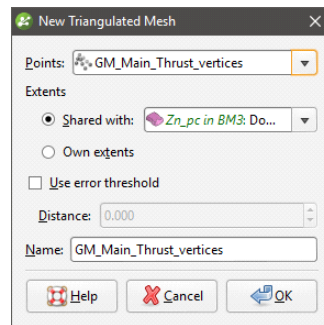 New Triangulated Mesh
Points: GM_Main_Thrust_vertices
Extents
Shared with: Zn_pc in BM3: Do...
Own extents
Use error threshold
Distance: 0.000
Name: GM_Main_Thrust_vertices
Help Cancel OK